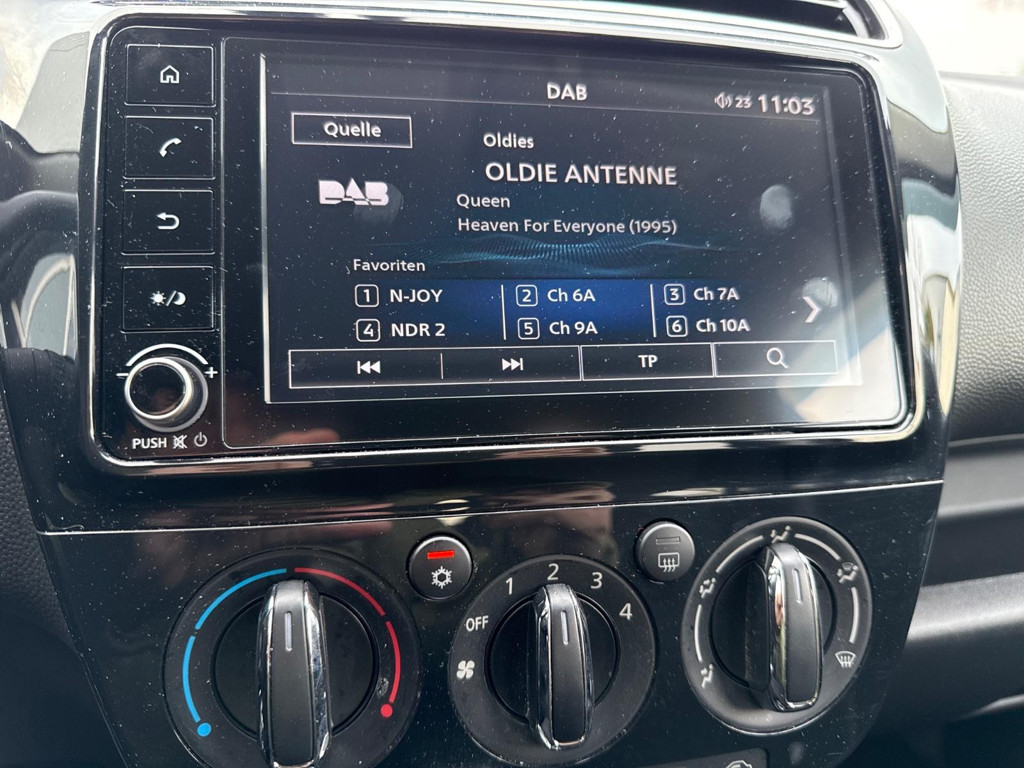 DAB
23 11:03
Quelle
Oldies
OLDIE ANTENNE
DAB
Queen
Heaven For Everyone (1995)
Favoriten
1 N-JOY 2 Ch 6A 3 Ch 7A
4 NDR 2 5 Ch 9A 6 Ch 10A
TP
- +
PUSH
OFF 1 2 3 4